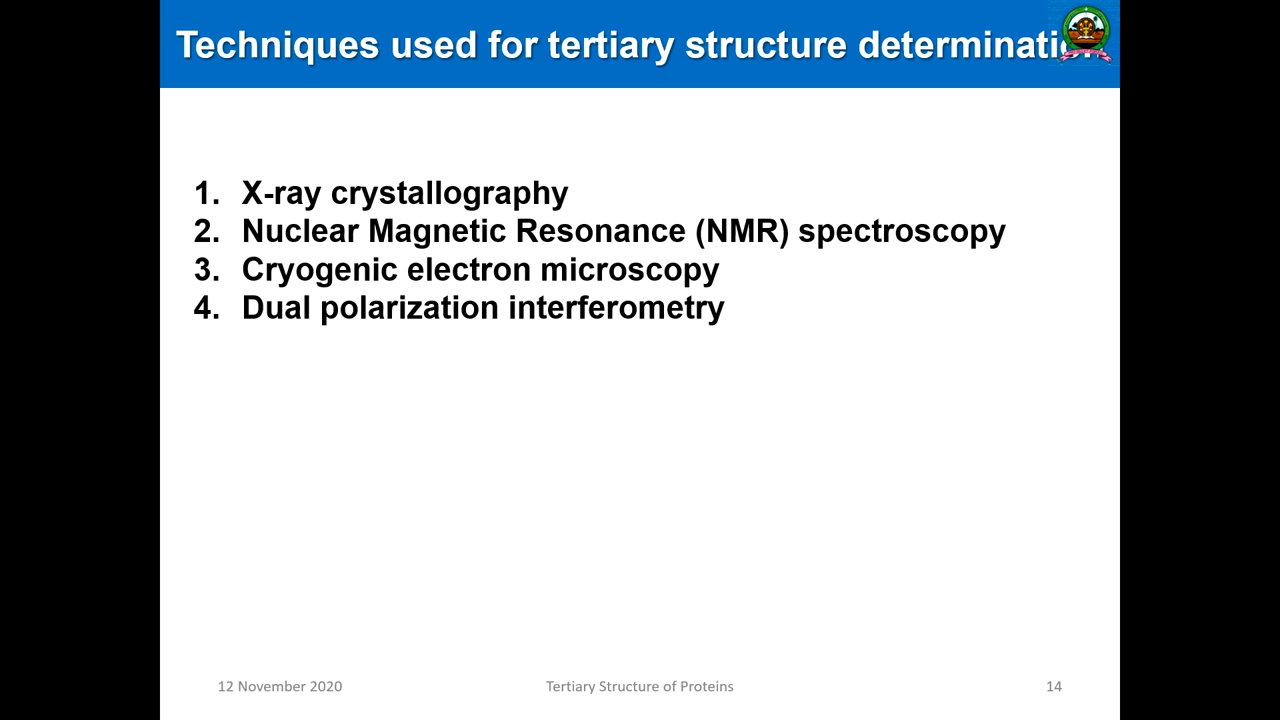 Techniques used for tertiary structure determination
1. X-ray crystallography
2. Nuclear Magnetic Resonance (NMR) spectroscopy
3. Cryogenic electron microscopy
4. Dual polarization interferometry
12 November 2020
Tertiary Structure of Proteins
14